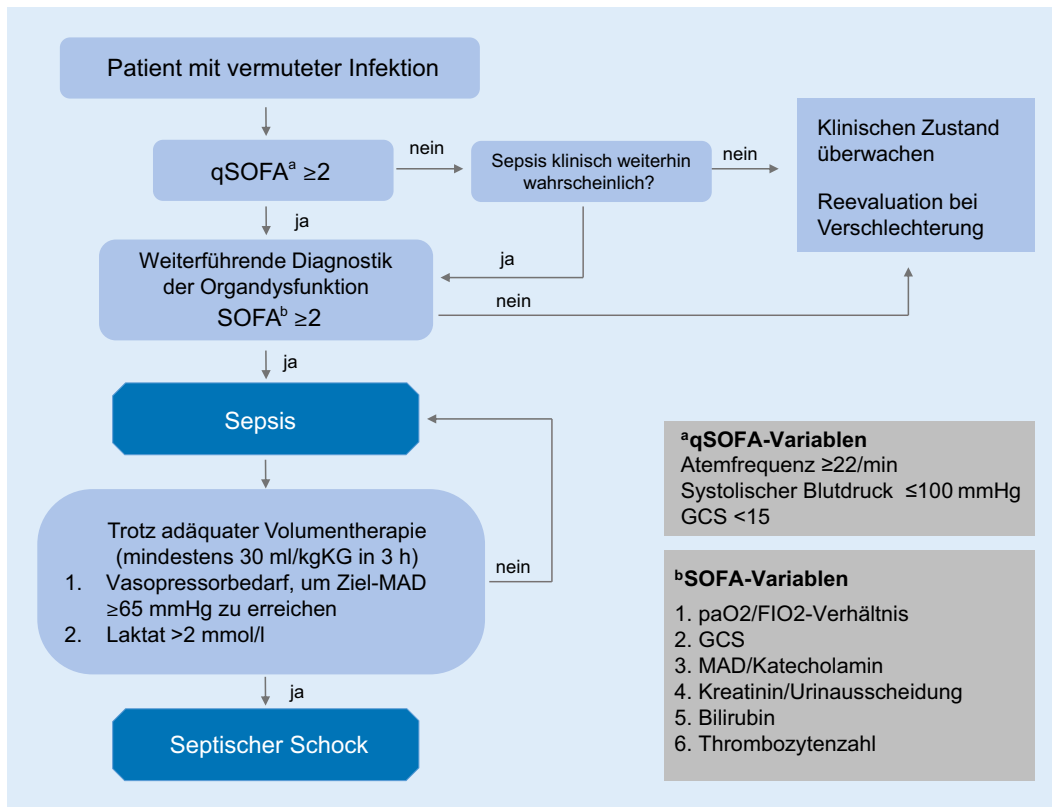 Patient mit vermuteter Infektion
qSOFAᵃ ≥2
nein
Sepsis klinisch weiterhin
wahrscheinlich?
nein
Klinischen Zustand
überwachen
Reevaluation bei
Verschlechterung
ja
ja
Weiterführende Diagnostik
der Organdysfunktion
SOFAᵇ ≥2
nein
ja
Sepsis
Trotz adäquater Volumentherapie
(mindestens 30 ml/kgKG in 3 h)
1. Vasopressorbedarf, um Ziel-MAD
≥65 mmHg zu erreichen
2. Laktat >2 mmol/l
nein
ja
Septischer Schock
ᵃqSOFA-Variablen
Atemfrequenz ≥22/min
Systolischer Blutdruck ≤100 mmHg
GCS <15
ᵇSOFA-Variablen
1. paO2/FIO2-Verhältnis
2. GCS
3. MAD/Katecholamin
4. Kreatinin/Urinausscheidung
5. Bilirubin
6. Thrombozytenzahl